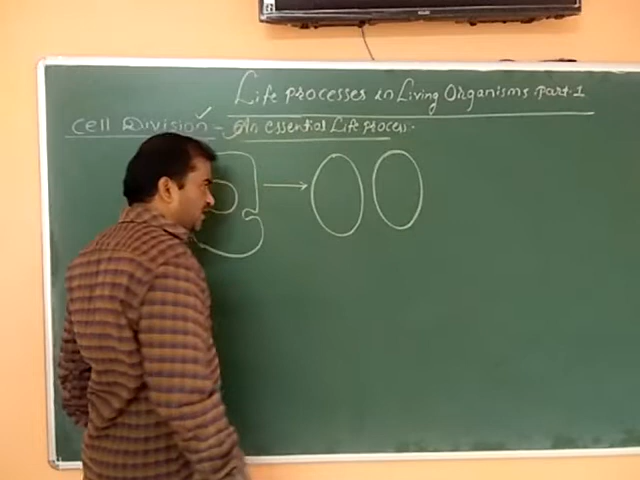 Life processes in Living Organisms part-1
Cell Division - An essential Life process.